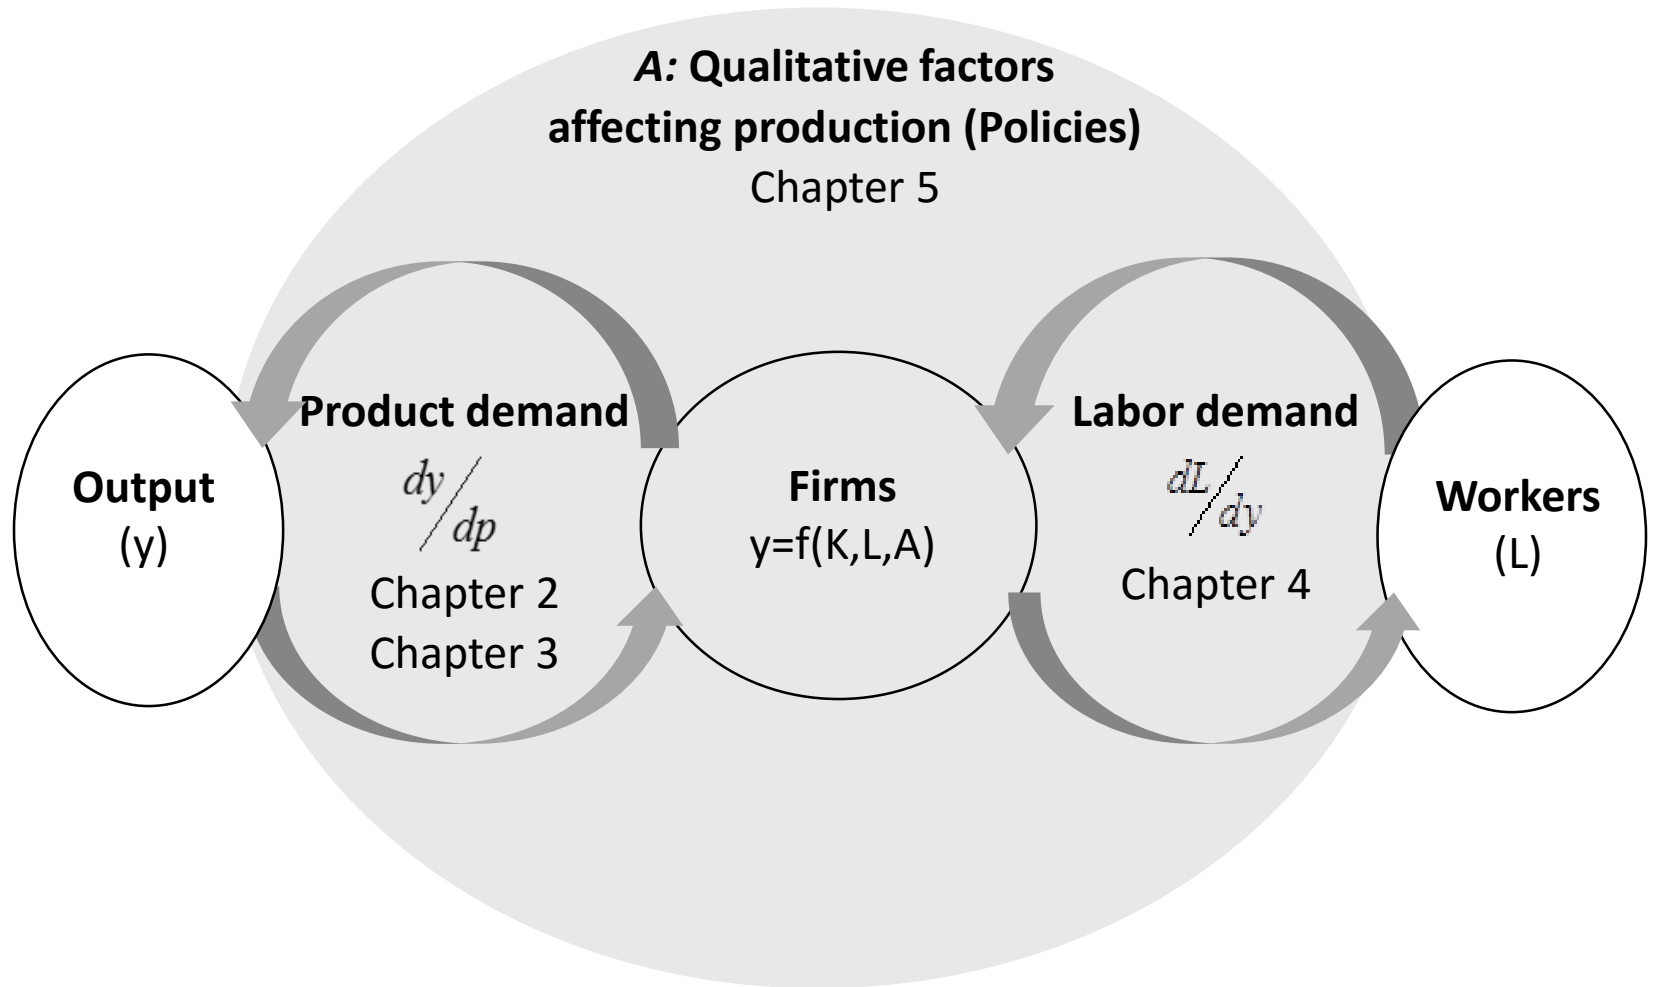 A: Qualitative factors
affecting production (Policies)
Chapter 5
Output
(y)
Product demand
dy/dp
Chapter 2
Chapter 3
Firms
y=f(K,L,A)
Labor demand
dL/dy
Chapter 4
Workers
(L)